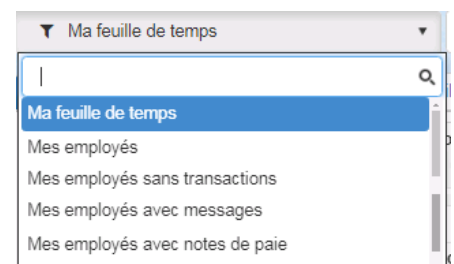 Ma feuille de temps
Ma feuille de temps
Mes employés
Mes employés sans transactions
Mes employés avec messages
Mes employés avec notes de paie